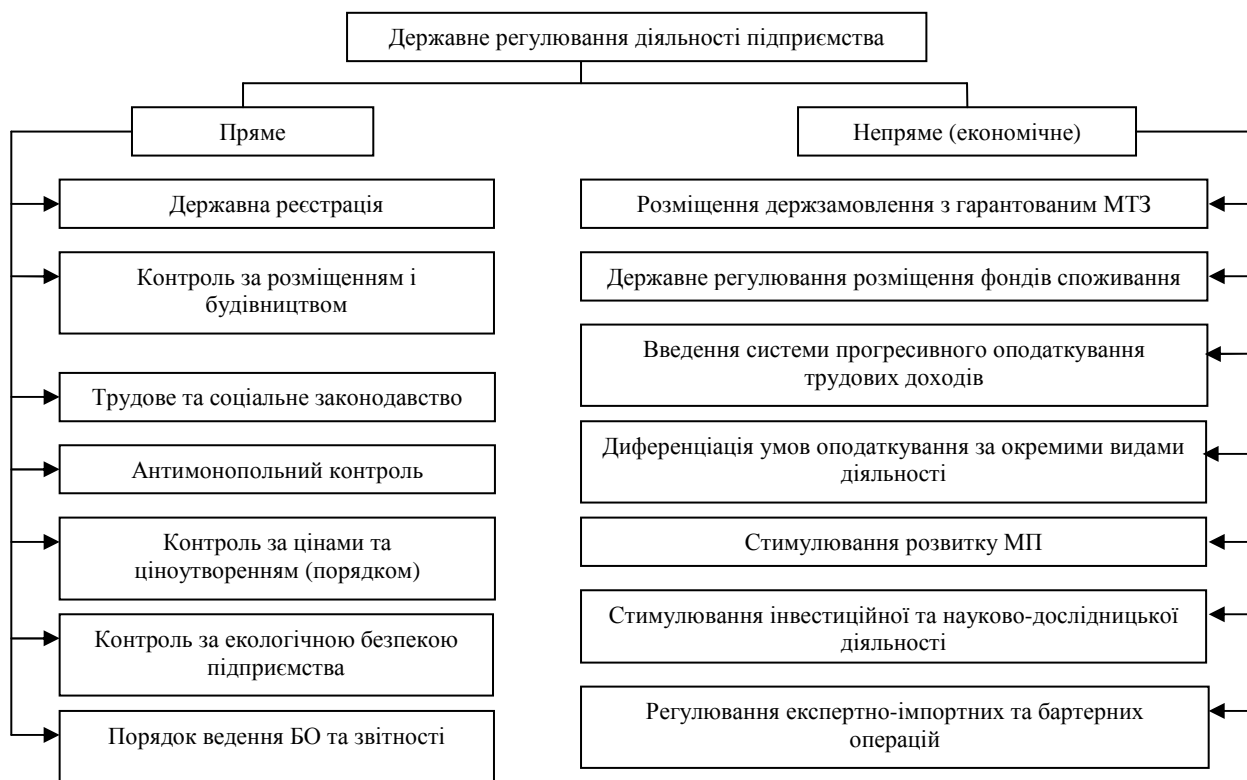 Державне регулювання діяльності підприємства
Пряме
Непряме (економічне)
Державна реєстрація
Контроль за розміщенням і
будівництвом
Трудове та соціальне законодавство
Антимонопольний контроль
Контроль за цінами та
ціноутворенням (порядком)
Контроль за екологічною безпекою
підприємства
Порядок ведення БО та звітності
Розміщення держзамовлення з гарантованим МТЗ
Державне регулювання розміщення фондів споживання
Введення системи прогресивного оподаткування
трудових доходів
Диференціація умов оподаткування за окремими видами
діяльності
Стимулювання розвитку МП
Стимулювання інвестиційної та науково-дослідницької
діяльності
Регулювання експертно-імпортних та бартерних
операцій